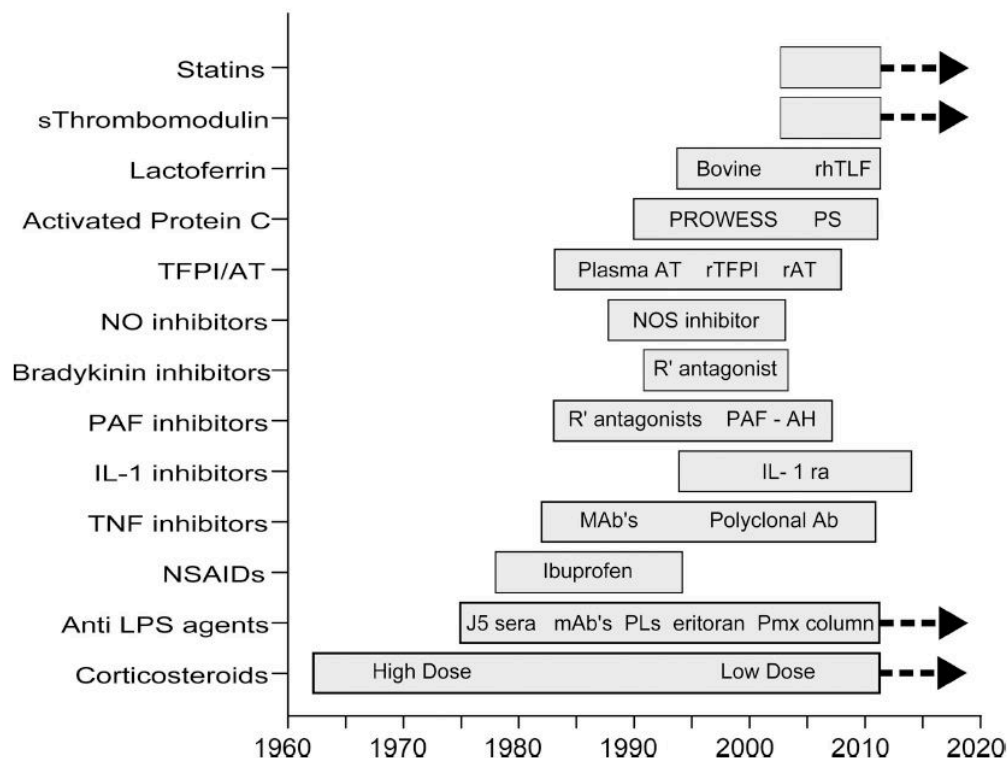 Statins
sThrombomodulin
Lactoferrin Bovine rhTLF
Activated Protein C PROWESS PS
TFPI/AT Plasma AT rTFPI rAT
NO inhibitors NOS inhibitor
Bradykinin inhibitors R' antagonist
PAF inhibitors R' antagonists PAF - AH
IL-1 inhibitors IL- 1 ra
TNF inhibitors MAb's Polyclonal Ab
NSAIDs Ibuprofen
Anti LPS agents J5 sera mAb's PLs eritoran Pmx column
Corticosteroids High Dose Low Dose
1960 1970 1980 1990 2000 2010 2020